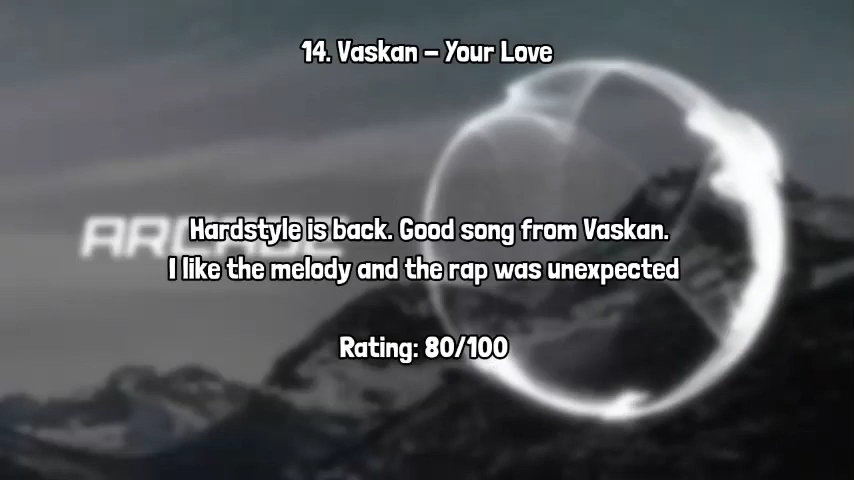 14. Vaskan – Your Love
ARCADE
Hardstyle is back. Good song from Vaskan.
I like the melody and the rap was unexpected
Rating: 80/100